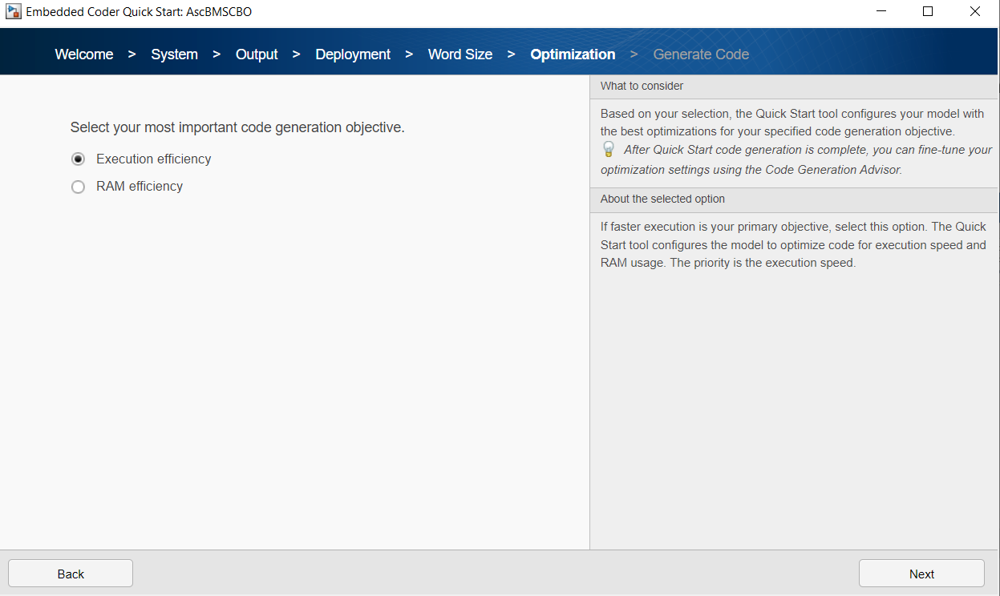 Embedded Coder Quick Start: AscBMSCBO
Welcome > System > Output > Deployment > Word Size > Optimization > Generate Code
Select your most important code generation objective.
Execution efficiency
RAM efficiency
What to consider
Based on your selection, the Quick Start tool configures your model with
the best optimizations for your specified code generation objective.
After Quick Start code generation is complete, you can fine-tune your
optimization settings using the Code Generation Advisor.
About the selected option
If faster execution is your primary objective, select this option. The Quick
Start tool configures the model to optimize code for execution speed and
RAM usage. The priority is the execution speed.
Back
Next